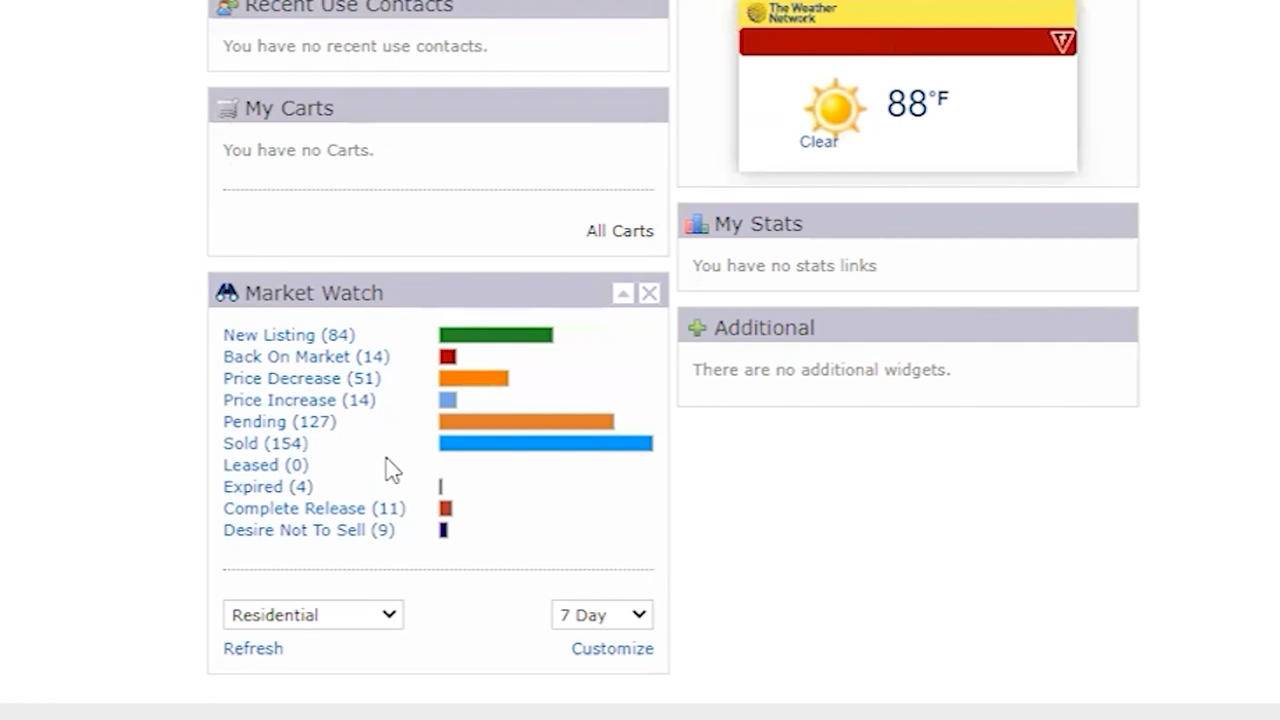 Recent Use Contacts
You have no recent use contacts.
My Carts
You have no Carts.
All Carts
Market Watch
New Listing (84)
Back On Market (14)
Price Decrease (51)
Price Increase (14)
Pending (127)
Sold (154)
Leased (0)
Expired (4)
Complete Release (11)
Desire Not To Sell (9)
Residential
7 Day
Refresh
Customize
The Weather
Network
88°F
Clear
My Stats
You have no stats links
Additional
There are no additional widgets.